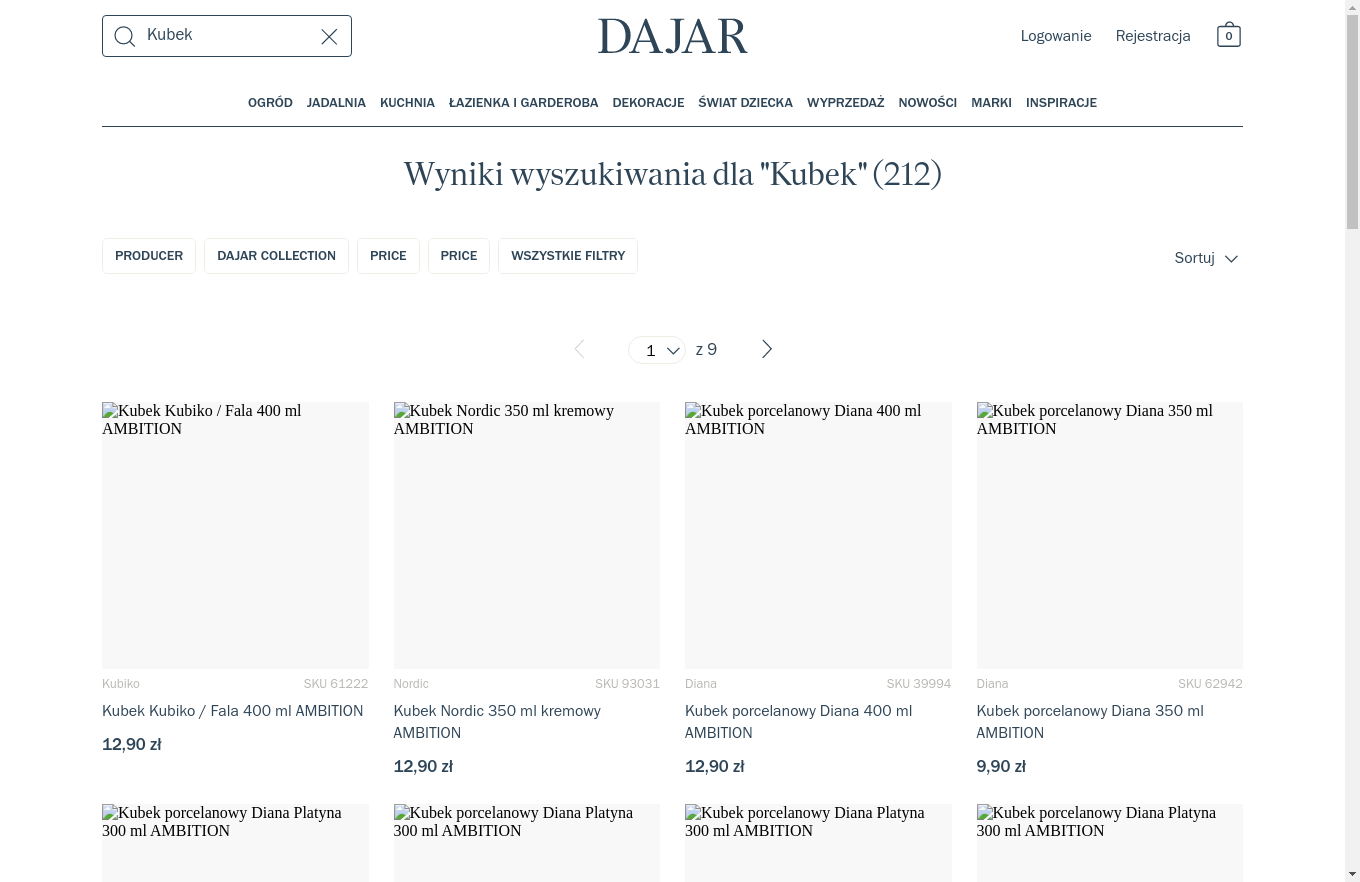 Kubek
DAJAR
Logowanie
Rejestracja
0
OGRÓD JADALNIA KUCHNIA ŁAZIENKA I GARDEROBA DEKORACJE ŚWIAT DZIECKA WYPRZEDAŻ NOWOŚCI MARKI INSPIRACJE
Wyniki wyszukiwania dla "Kubek" (212)
PRODUCER DAJAR COLLECTION PRICE PRICE WSZYSTKIE FILTRY
Sortuj
1 z 9
Kubek Kubiko / Fala 400 ml
AMBITION
Kubek Nordic 350 ml kremowy
AMBITION
Kubek porcelanowy Diana 400 ml
AMBITION
Kubek porcelanowy Diana 350 ml
AMBITION
Kubiko SKU 61222
Kubek Kubiko / Fala 400 ml AMBITION
12,90 zł
Nordic SKU 93031
Kubek Nordic 350 ml kremowy
AMBITION
12,90 zł
Diana SKU 39994
Kubek porcelanowy Diana 400 ml
AMBITION
12,90 zł
Diana SKU 62942
Kubek porcelanowy Diana 350 ml
AMBITION
9,90 zł
Kubek porcelanowy Diana Platyna
300 ml AMBITION
Kubek porcelanowy Diana Platyna
300 ml AMBITION
Kubek porcelanowy Diana Platyna
300 ml AMBITION
Kubek porcelanowy Diana Platyna
300 ml AMBITION